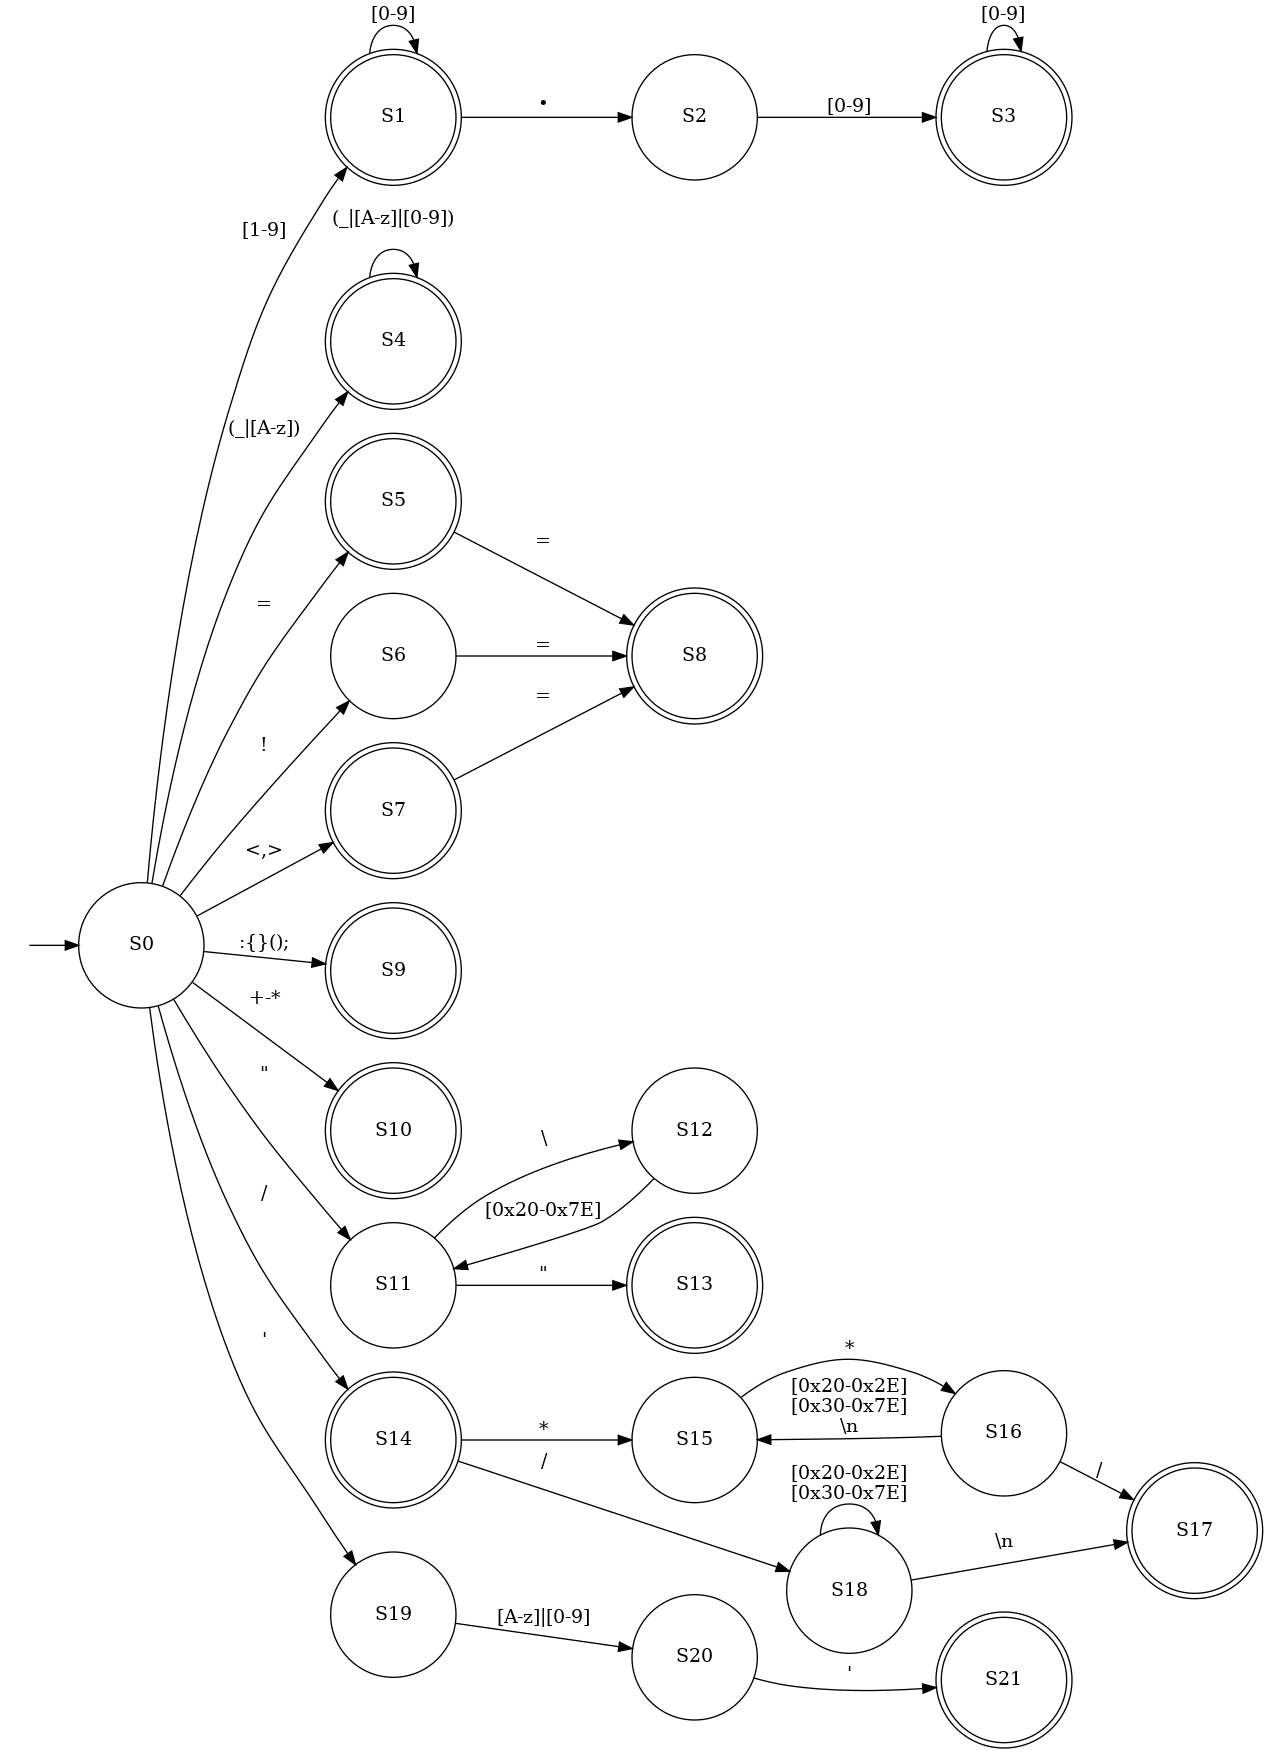 [0-9]
[0-9]
S1
•
S2
[0-9]
S3
[1-9]
(_|[A-z]|[0-9])
S4
(_|[A-z])
S5
=
=
S6
=
S8
=
!
S7
<,>
S0
:{}();
S9
+-*
"
S10
\
S12
/
[0x20-0x7E]
S11
"
S13
'
*
[0x20-0x2E]
[0x30-0x7E]
\n
S14
*
S15
S16
/
/
[0x20-0x2E]
[0x30-0x7E]
S17
\n
S18
S19
[A-z]|[0-9]
S20
'
S21